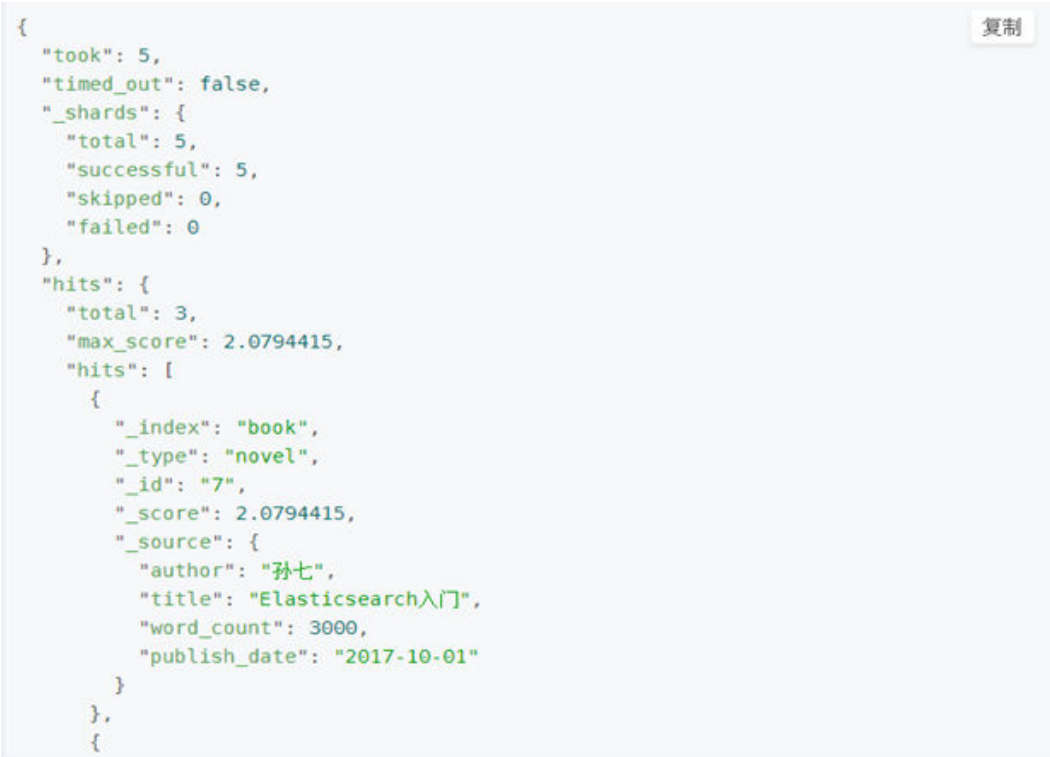 {
复制
"took": 5,
"timed_out": false,
"_shards": {
"total": 5,
"successful": 5,
"skipped": 0,
"failed": 0
},
"hits": {
"total": 3,
"max_score": 2.0794415,
"hits": [
{
"_index": "book",
"_type": "novel",
"_id": "7",
"_score": 2.0794415,
"_source": {
"author": "孙七",
"title": "Elasticsearch入门",
"word_count": 3000,
"publish_date": "2017-10-01"
}
},
{